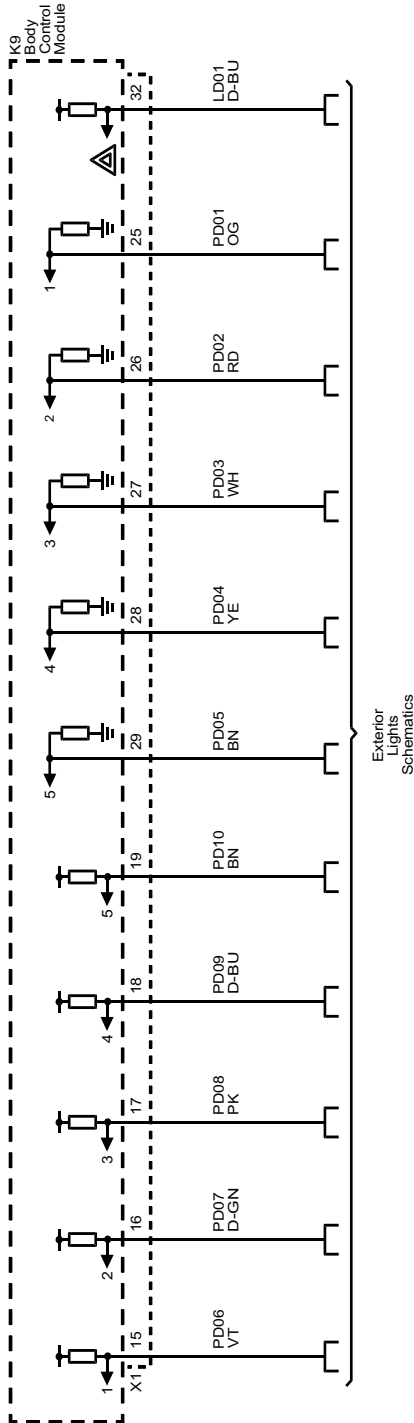 K9
Body
Control
Module
X1
15
16
17
18
19
29
28
27
26
25
32
1
2
3
4
5
5
4
3
2
1
PD06
VT
PD07
D-GN
PD08
PK
PD09
D-BU
PD10
BN
PD05
BN
PD04
YE
PD03
WH
PD02
RD
PD01
OG
LD01
D-BU
Exterior
Lights
Schematics